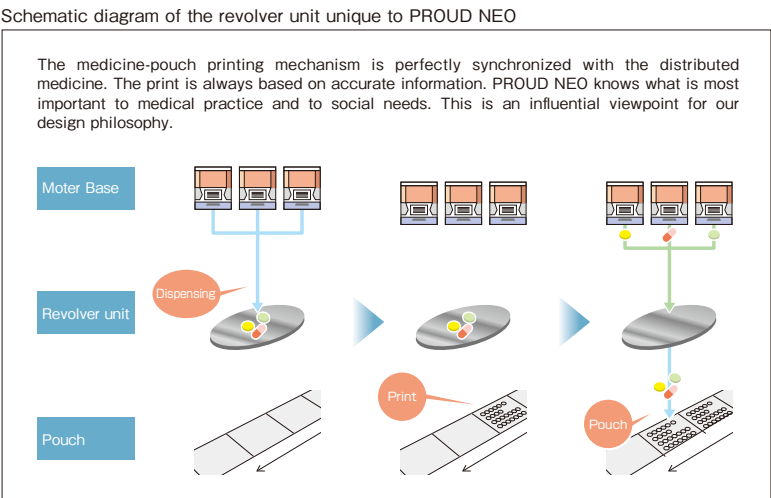 Schematic diagram of the revolver unit unique to PROUD NEO
The medicine-pouch printing mechanism is perfectly synchronized with the distributed
medicine. The print is always based on accurate information. PROUD NEO knows what is most
important to medical practice and to social needs. This is an influential viewpoint for our
design philosophy.
Moter Base
Dispensing
Revolver unit
Print
Pouch
Pouch